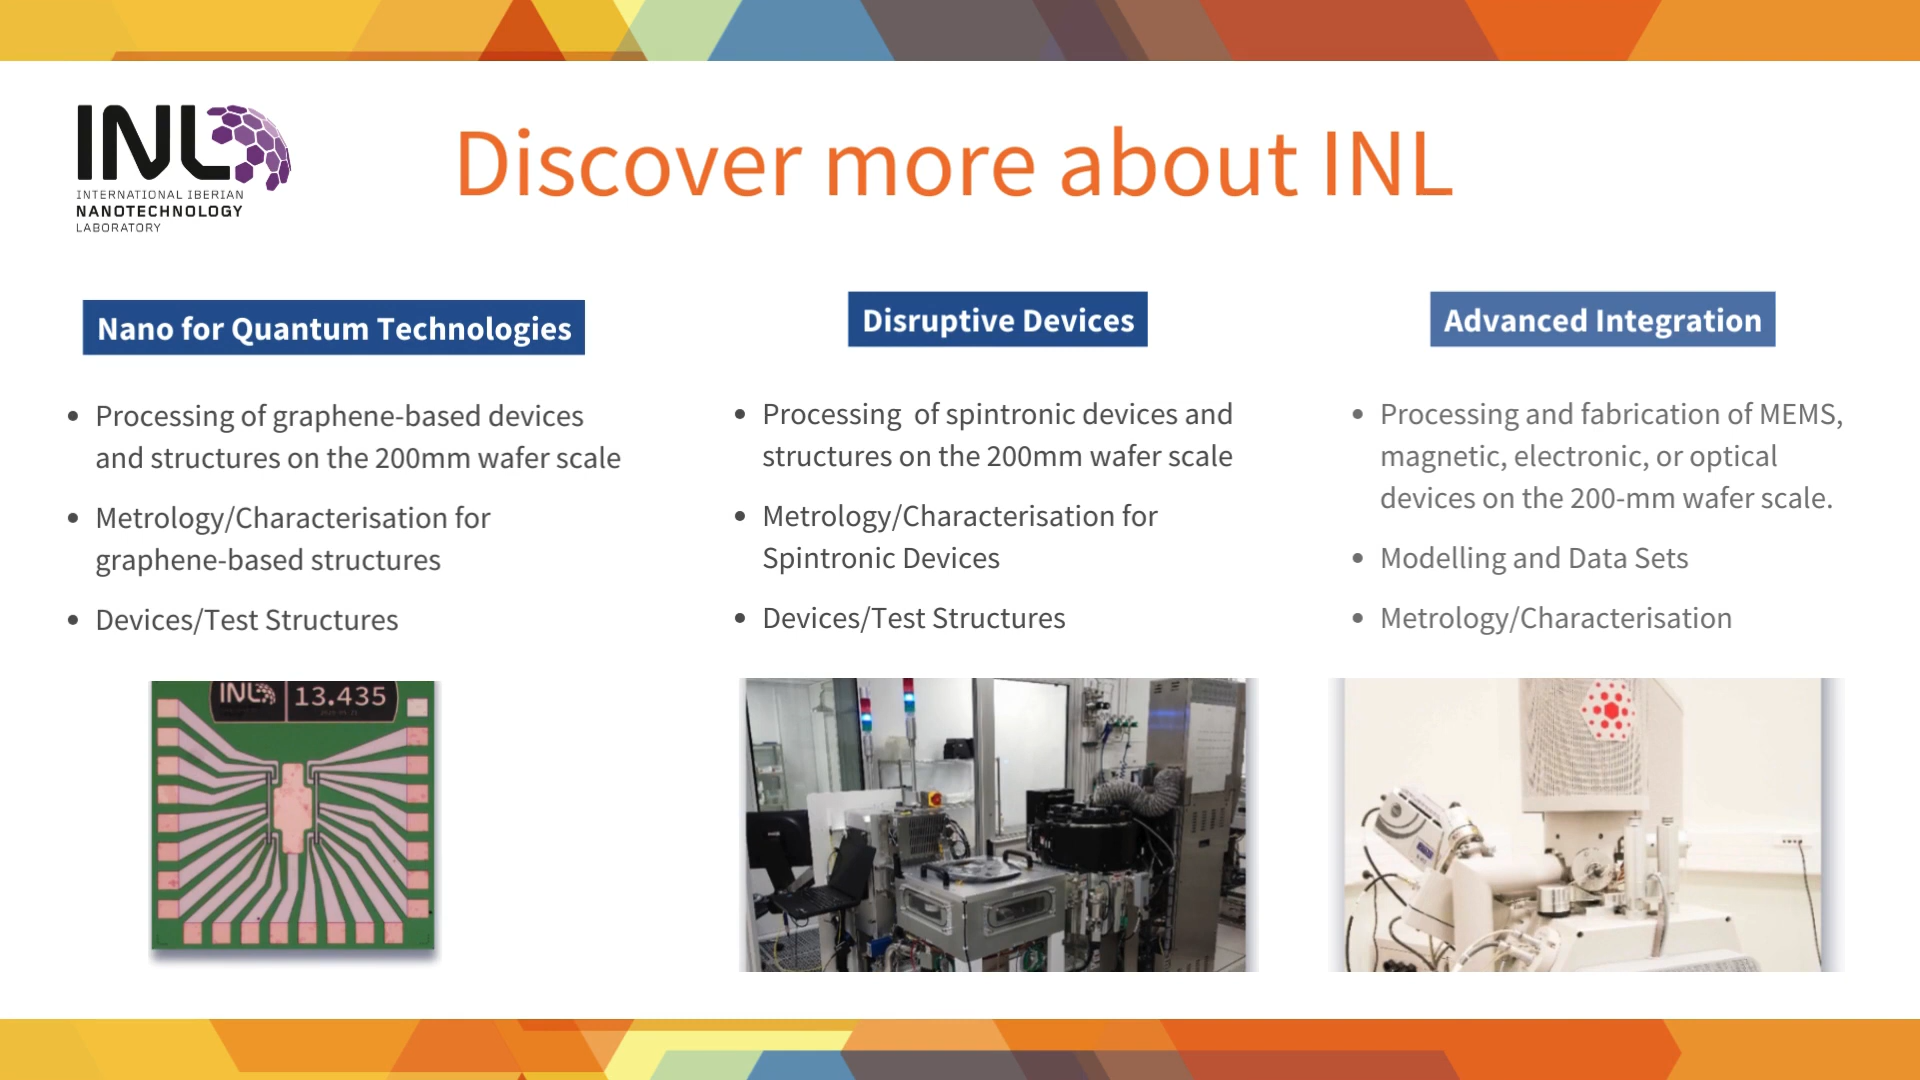 INL
INTERNATIONAL IBERIAN
NANOTECHNOLOGY
LABORATORY
Discover more about INL
Nano for Quantum Technologies
• Processing of graphene-based devices
and structures on the 200mm wafer scale
• Metrology/Characterisation for
graphene-based structures
• Devices/Test Structures
INL
13.435
Disruptive Devices
• Processing of spintronic devices and
structures on the 200mm wafer scale
• Metrology/Characterisation for
Spintronic Devices
• Devices/Test Structures
Advanced Integration
• Processing and fabrication of MEMS,
magnetic, electronic, or optical
devices on the 200-mm wafer scale.
• Modelling and Data Sets
• Metrology/Characterisation